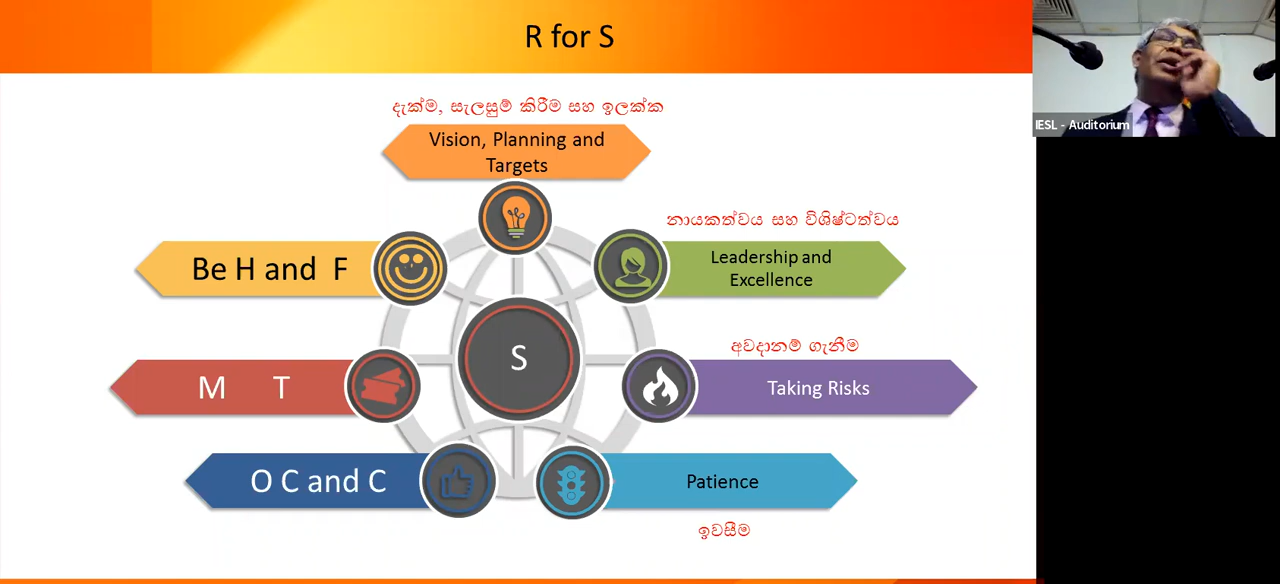 R for S
IESL - Auditorium
දැක්ම, සැලසුම් කිරීම සහ ඉලක්ක
Vision, Planning and
Targets
නායකත්වය සහ විශිෂ්ටත්වය
Be H and F
Leadership and
Excellence
අවදානම් ගැනීම
S
M T
Taking Risks
O C and C
Patience
ඉවසීම